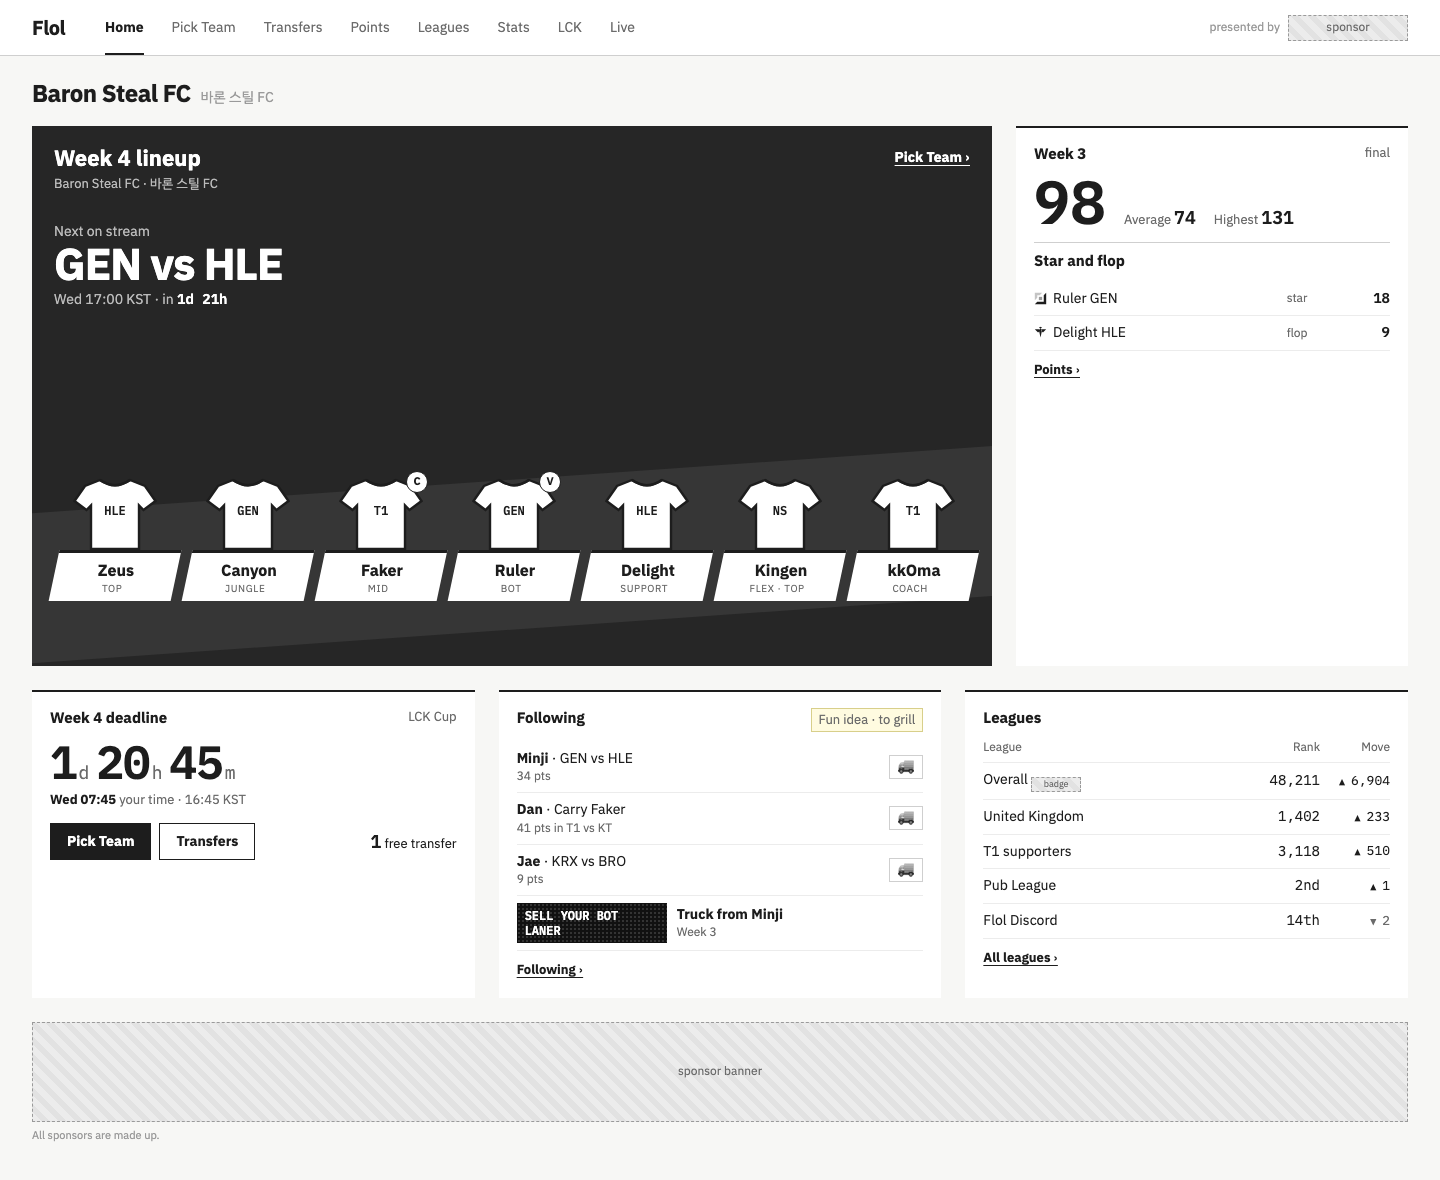 Flol
Home Pick Team Transfers Points Leagues Stats LCK Live
presented by sponsor
Baron Steal FC 바론 스틸 FC
Week 4 lineup
Pick Team ›
Baron Steal FC · 바론 스틸 FC
Next on stream
GEN vs HLE
Wed 17:00 KST · in 1d 21h
HLE GEN T1 C GEN V HLE NS T1
Zeus Canyon Faker Ruler Delight Kingen kkOma
TOP JUNGLE MID BOT SUPPORT FLEX · TOP COACH
Week 3 final
98 Average 74 Highest 131
Star and flop
Ruler GEN star 18
Delight HLE flop 9
Points ›
Week 4 deadline LCK Cup
1d 20h 45m
Wed 07:45 your time · 16:45 KST
Pick Team Transfers 1 free transfer
Following Fun idea · to grill
Minji · GEN vs HLE
34 pts
Dan · Carry Faker
41 pts in T1 vs KT
Jae · KRX vs BRO
9 pts
SELL YOUR BOT
LANER
Truck from Minji
Week 3
Following ›
Leagues
League Rank Move
Overall badge 48,211 ▲ 6,904
United Kingdom 1,402 ▲ 233
T1 supporters 3,118 ▲ 510
Pub League 2nd ▲ 1
Flol Discord 14th ▼ 2
All leagues ›
sponsor banner
All sponsors are made up.